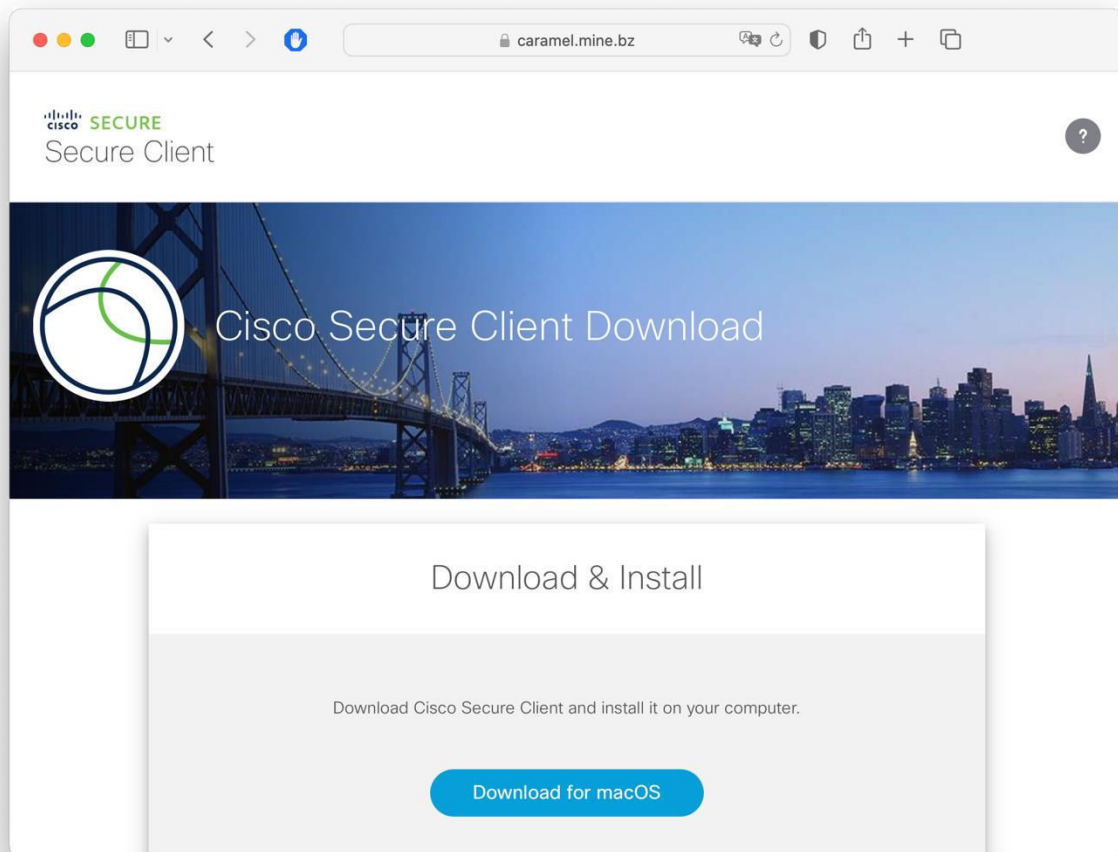 caramel.mine.bz
cisco SECURE
Secure Client
?
Cisco Secure Client Download
Download & Install
Download Cisco Secure Client and install it on your computer.
Download for macOS